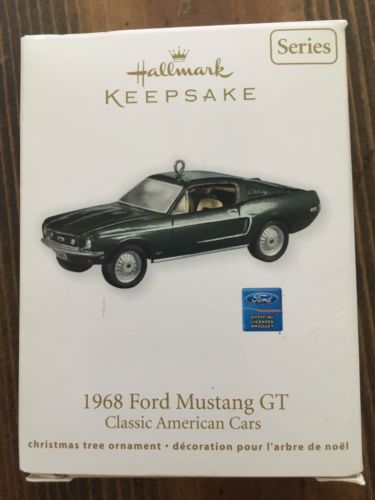 Series
Hallmark
KEEPSAKE
Ford
OFFICIAL
LICENSED
PRODUCT
1968 Ford Mustang GT
Classic American Cars
christmas tree ornament • décoration pour l'arbre de noël